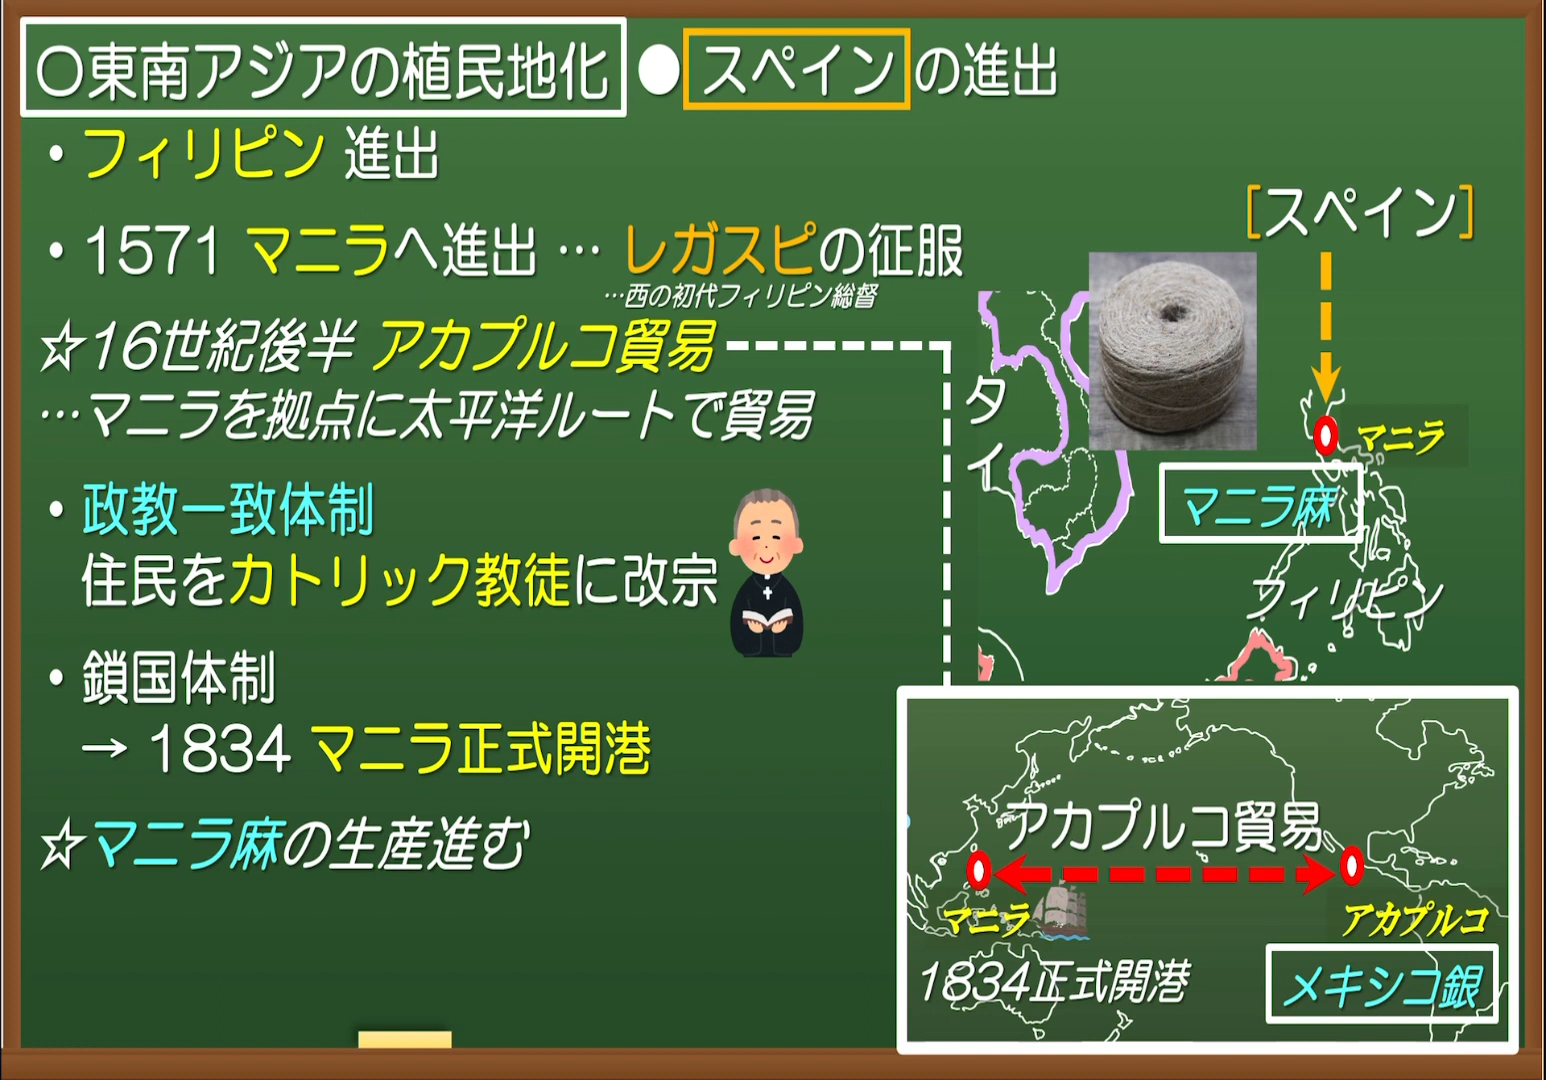 〇東南アジアの植民地化 ●スペインの進出
・フィリピン 進出
・1571 マニラへ進出 … レガスピの征服
…西の初代フィリピン総督
☆16世紀後半 アカプルコ貿易
…マニラを拠点に太平洋ルートで貿易
・政教一致体制
住民をカトリック教徒に改宗
・鎖国体制
→ 1834 マニラ正式開港
☆マニラ麻の生産進む
[スペイン]
タイ
マニラ
マニラ麻
フィリピン
アカプルコ貿易
マニラ
アカプルコ
1834正式開港
メキシコ銀